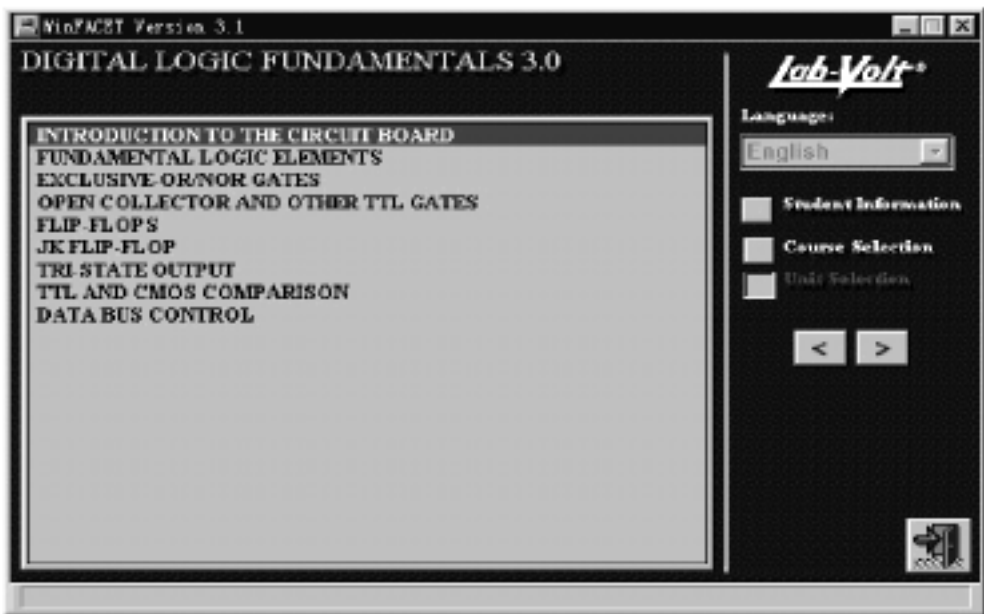 WinFACET Version 3.1
DIGITAL LOGIC FUNDAMENTALS 3.0
INTRODUCTION TO THE CIRCUIT BOARD
FUNDAMENTAL LOGIC ELEMENTS
EXCLUSIVE-OR/NOR GATES
OPEN COLLECTOR AND OTHER TTL GATES
FLIP-FLOPS
JK FLIP-FLOP
TRI-STATE OUTPUT
TTL AND CMOS COMPARISON
DATA BUS CONTROL
Lab-Volt®
Language:
English
Student Information
Course Selection
Unit Selection
< >